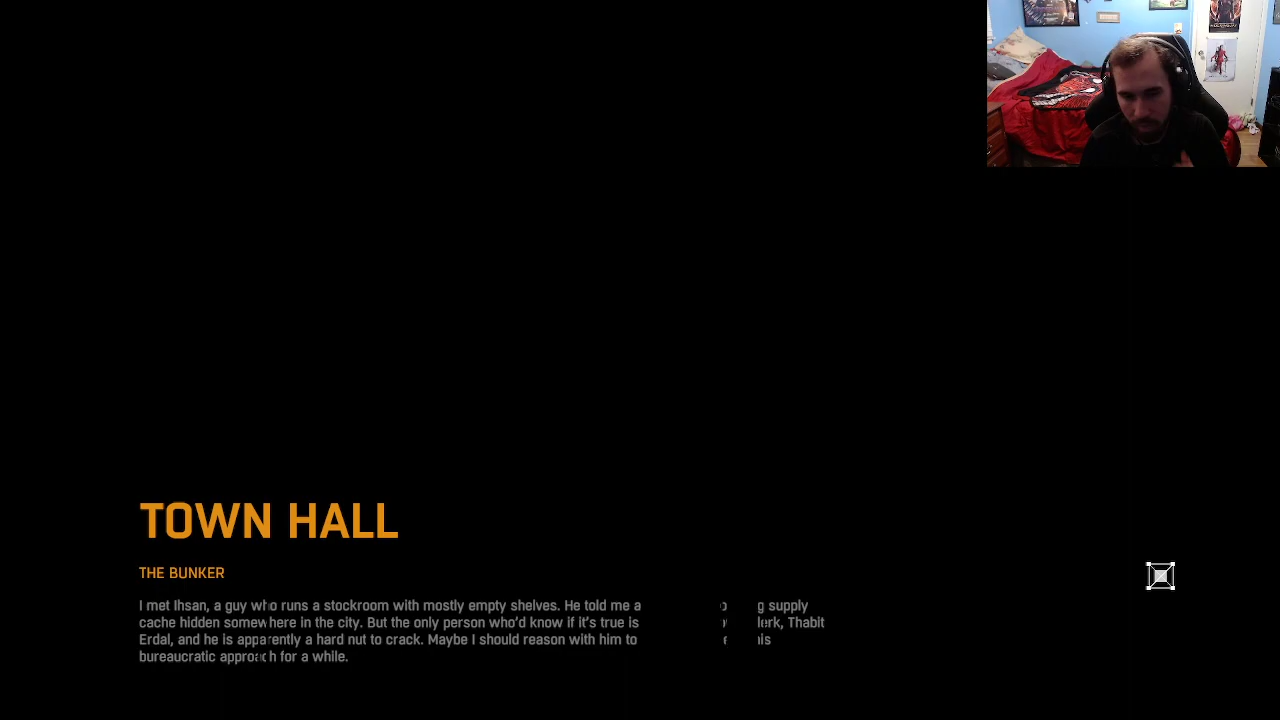 TOWN HALL
THE BUNKER
I met Ihsan, a guy who runs a stockroom with mostly empty shelves. He told me a supply
cache hidden somewhere in the city. But the only person who'd know if it's true is Thabit
Erdal, and he is apparently a hard nut to crack. Maybe I should reason with him to
bureaucratic approach for a while.